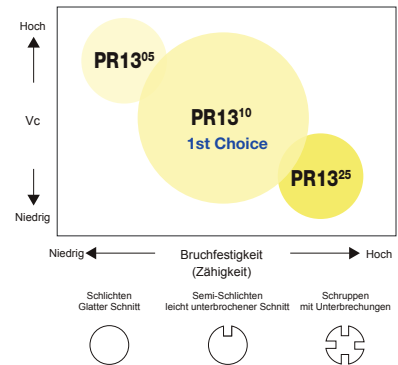 Hoch
PR1305
PR1310
1st Choice
Vc
PR1325
Niedrig
Niedrig
Bruchfestigkeit
(Zähigkeit)
Hoch
Schlichten
Glatter Schnitt
Semi-Schlichten
leicht unterbrochener Schnitt
Schruppen
mit Unterbrechungen